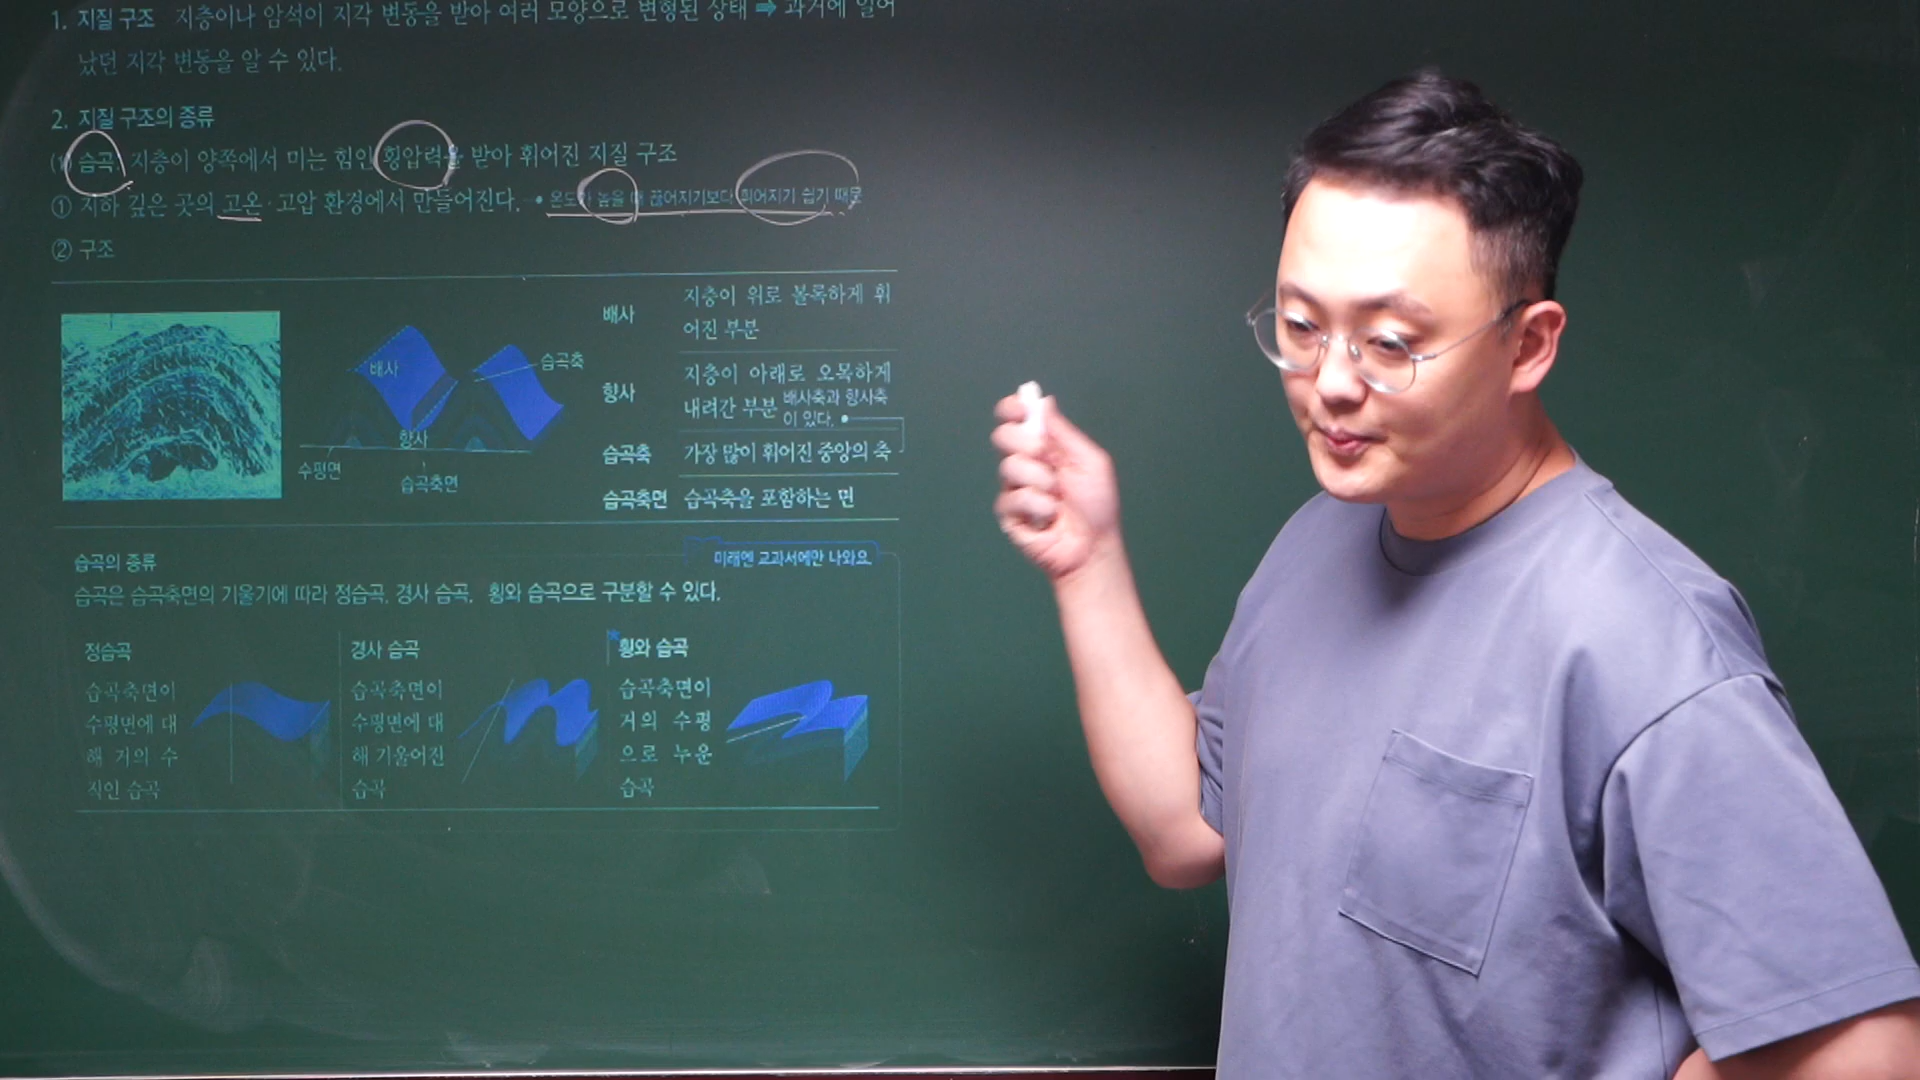 1. 지질 구조 지층이나 암석이 지각 변동을 받아 여러 모양으로 변형된 상태 ➡ 과거에 일어
났던 지각 변동을 알 수 있다.
2. 지질 구조의 종류
(1) 습곡: 지층이 양쪽에서 미는 힘인 횡압력을 받아 휘어진 지질 구조
① 지하 깊은 곳의 고온·고압 환경에서 만들어진다. 온도가 높을 때 끊어지기보다 휘어지기 쉽기 때문
② 구조
배사
습곡축
향사
수평면
습곡축면
배사 지층이 위로 볼록하게 휘
어진 부분
향사 지층이 아래로 오목하게
내려간 부분 배사축과 향사축
이 있다.
습곡축 가장 많이 휘어진 중앙의 축
습곡축면 습곡축을 포함하는 면
습곡의 종류
미래엔 교과서에만 나와요.
습곡은 습곡축면의 기울기에 따라 정습곡, 경사 습곡, 횡와 습곡으로 구분할 수 있다.
정습곡
습곡축면이
수평면에 대
해 거의 수
직인 습곡
경사 습곡
습곡축면이
수평면에 대
해 기울어진
습곡
*횡와 습곡
습곡축면이
거의 수평
으로 누운
습곡